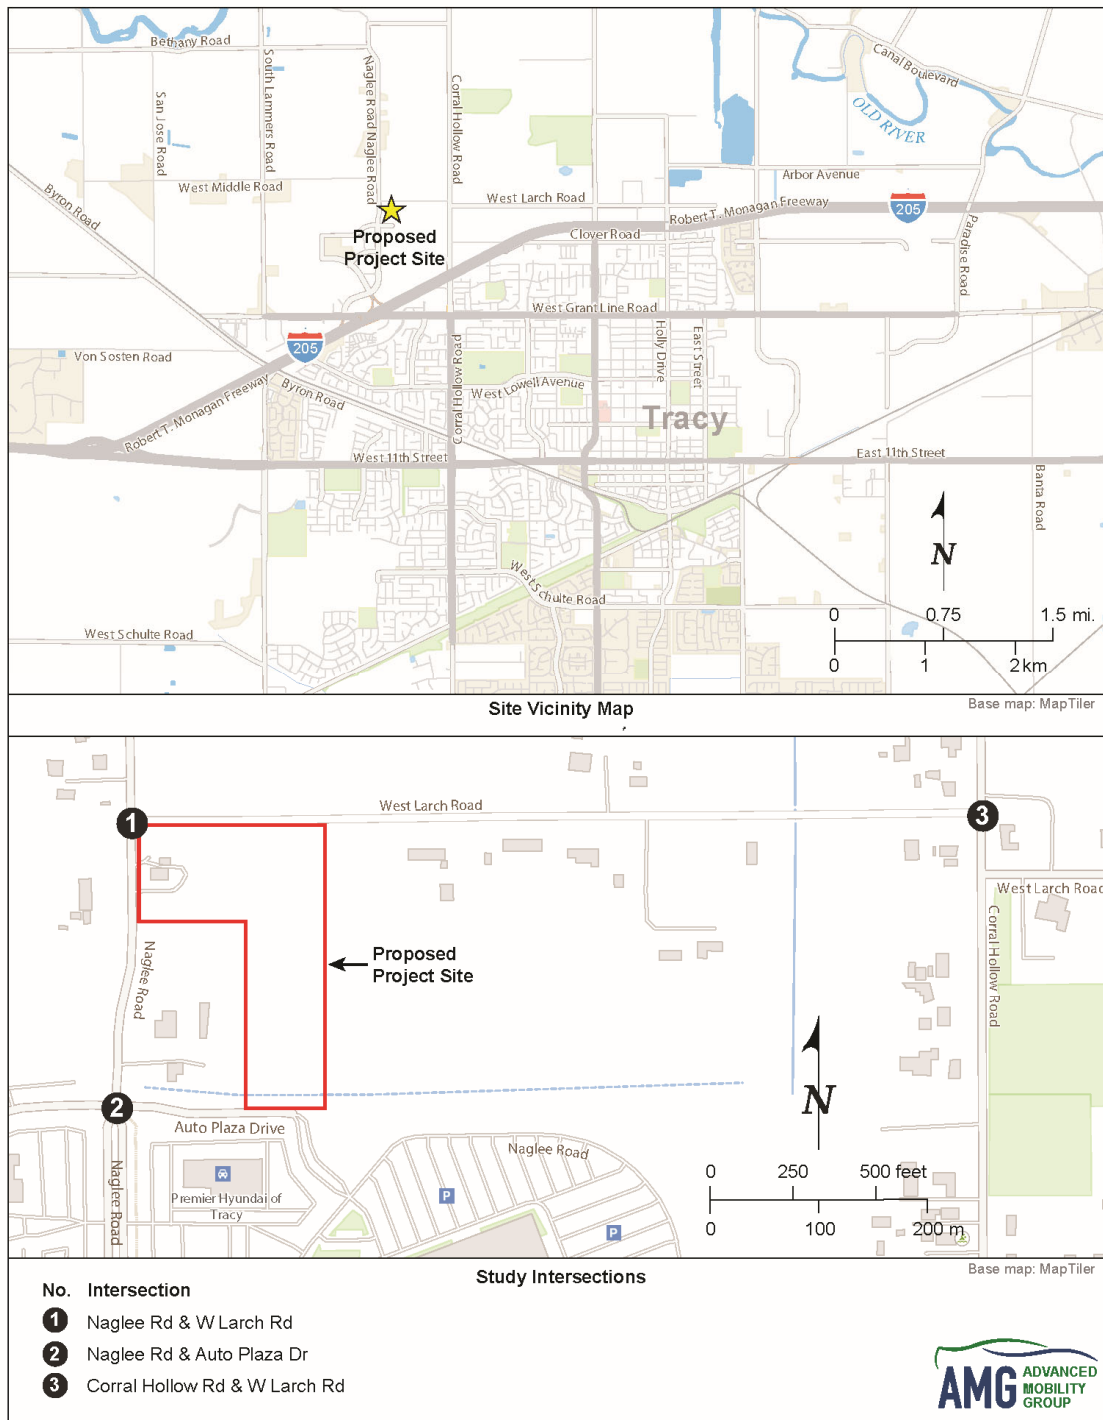 Bethany Road
South Lammers Road
San Jose Road
Naglee Road Naglee Road
Corral Hollow Road
Canal Boulevard
OLD RIVER
West Middle Road
Byron Road
West Larch Road
Arbor Avenue
Robert T. Monagan Freeway
205
Paradise Road
Proposed
Project Site
Clover Road
West Grant Line Road
205
Von Sosten Road
Robert T. Monagan Freeway
Byron Road
Corral Hollow Road
West Lowell Avenue
Holly Drive
East Street
Tracy
West 11th Street
East 11th Street
Banta Road
N
West Schulte Road
West Schulte Road
0 0.75 1.5 mi.
0 1 2 km
Site Vicinity Map
Base map: MapTiler
West Larch Road
1
3
West Larch Road
Corral Hollow Road
Naglee Road
Proposed
Project Site
N
2
Auto Plaza Drive
Naglee Road
Naglee Road
Premier Hyundai of
Tracy
P
P
0 250 500 feet
0 100 200 m
Study Intersections
Base map: MapTiler
No. Intersection
1 Naglee Rd & W Larch Rd
2 Naglee Rd & Auto Plaza Dr
3 Corral Hollow Rd & W Larch Rd
AMG
ADVANCED
MOBILITY
GROUP